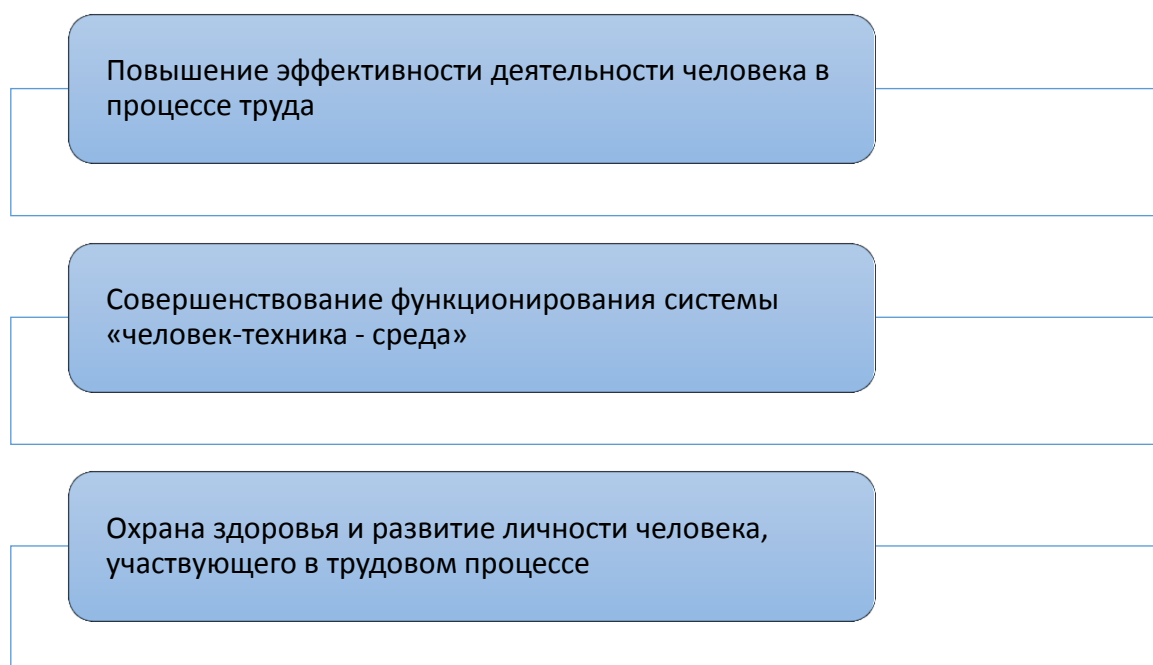 Повышение эффективности деятельности человека в
процессе труда
Совершенствование функционирования системы
«человек-техника - среда»
Охрана здоровья и развитие личности человека,
участвующего в трудовом процессе